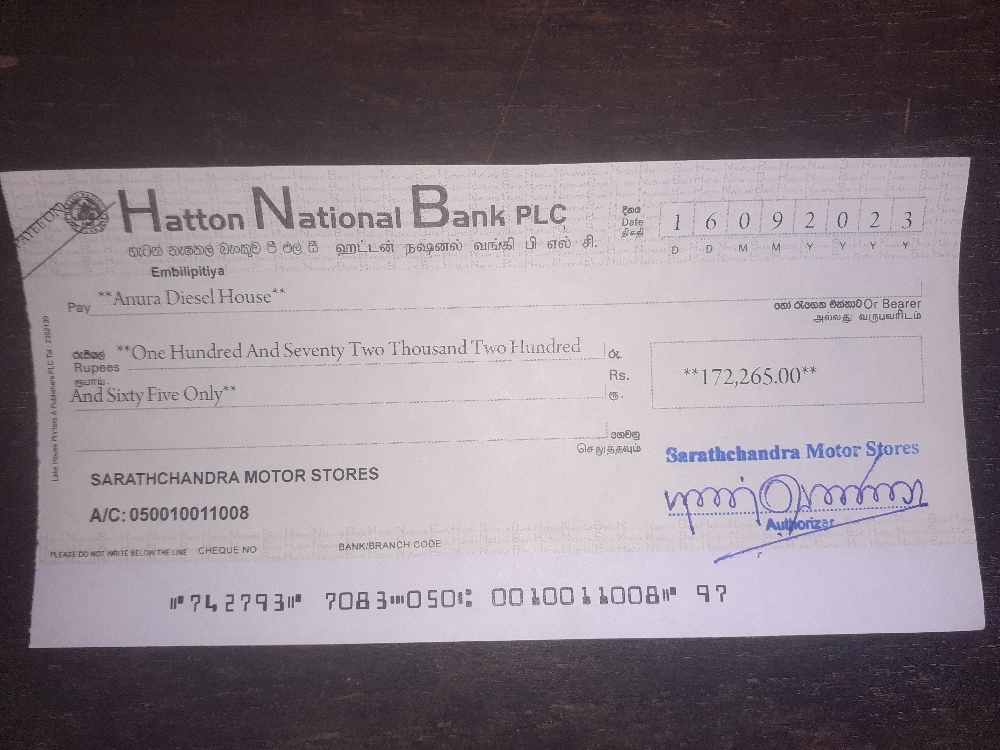 Hatton National Bank PLC
හැටන් නැෂනල් බැංකුව පී එල් සී ஹட்டன் நஷனல் வங்கி பி எல் சி.
Embilipitiya
දිනය
Date
திகதி
1 6 0 9 2 0 2 3
D D M M Y Y Y Y
Pay **Anura Diesel House**
හෝ රැගෙන එන්නාට Or Bearer
அல்லது வருபவரிடம்
රුපියල්
Rupees
ரூபாய்
**One Hundred And Seventy Two Thousand Two Hundred
And Sixty Five Only**
රු.
Rs.
ரூ.
**172,265.00**
ගෙවනු
செலுத்தவும்
SARATHCHANDRA MOTOR STORES
A/C: 050010011008
Sarathchandra Motor Stores
Authorizer
PLEASE DO NOT WRITE BELOW THE LINE CHEQUE NO BANK/BRANCH CODE
⑈742793⑈ 7083⑉050⑆ 0010011008⑈ 97